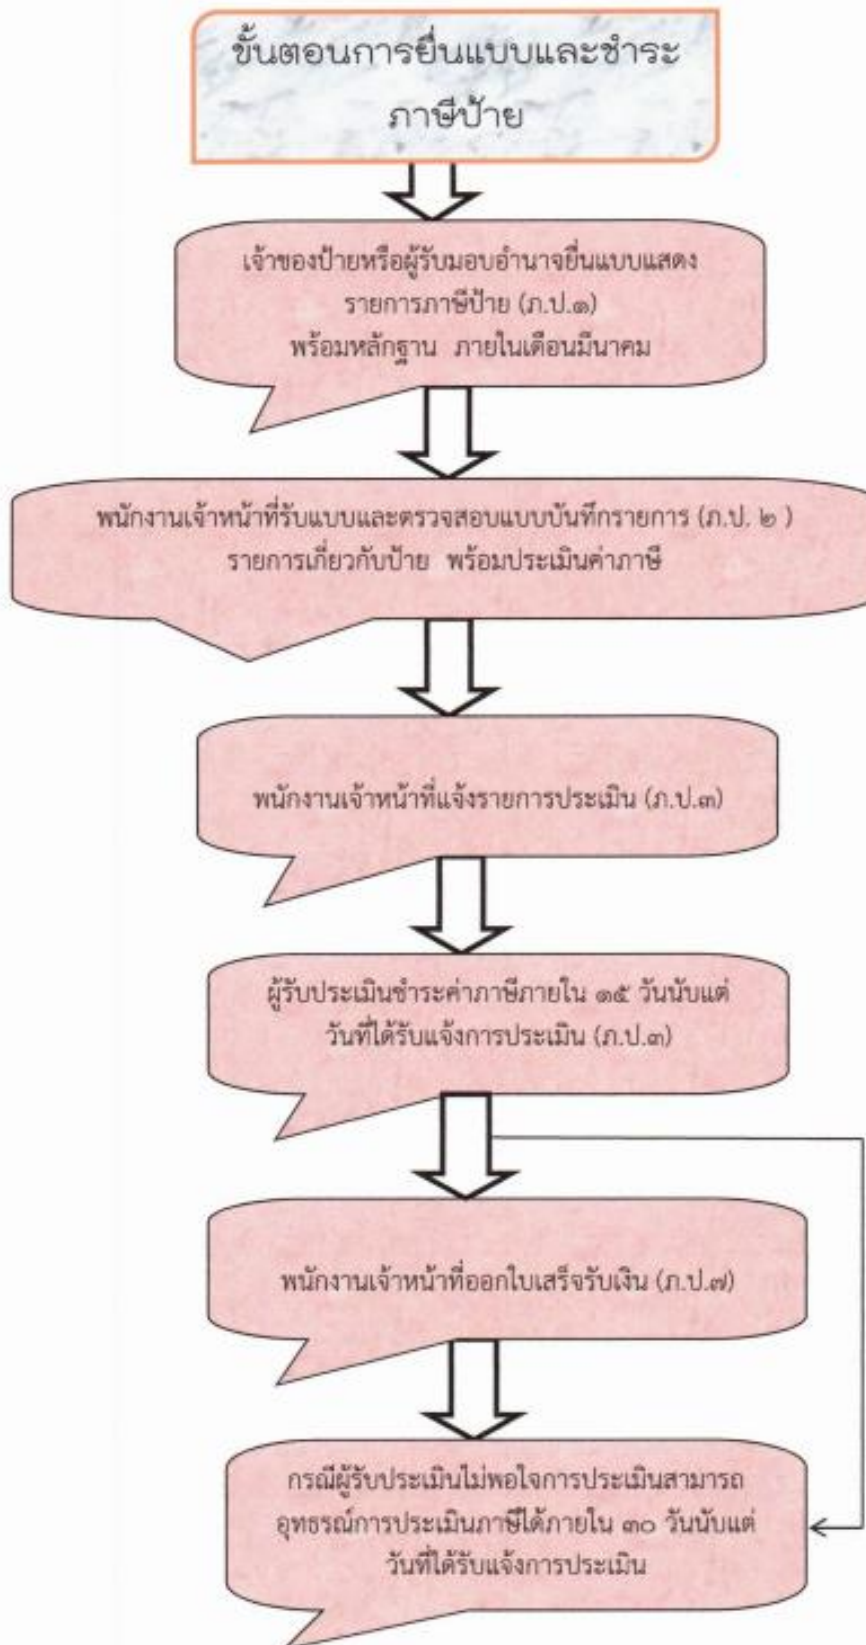 ขั้นตอนการยื่นแบบและชำระ
ภาษีป้าย
เจ้าของป้ายหรือผู้รับมอบอำนาจยื่นแบบแสดง
รายการภาษีป้าย (ภ.ป.๑)
พร้อมหลักฐาน ภายในเดือนมีนาคม
พนักงานเจ้าหน้าที่รับแบบและตรวจสอบแบบบันทึกรายการ (ภ.ป. ๒ )
รายการเกี่ยวกับป้าย พร้อมประเมินค่าภาษี
พนักงานเจ้าหน้าที่แจ้งรายการประเมิน (ภ.ป.๓)
ผู้รับประเมินชำระค่าภาษีภายใน ๑๕ วันนับแต่
วันที่ได้รับแจ้งการประเมิน (ภ.ป.๓)
พนักงานเจ้าหน้าที่ออกใบเสร็จรับเงิน (ภ.ป.๗)
กรณีผู้รับประเมินไม่พอใจการประเมินสามารถ
อุทธรณ์การประเมินภาษีได้ภายใน ๓๐ วันนับแต่
วันที่ได้รับแจ้งการประเมิน